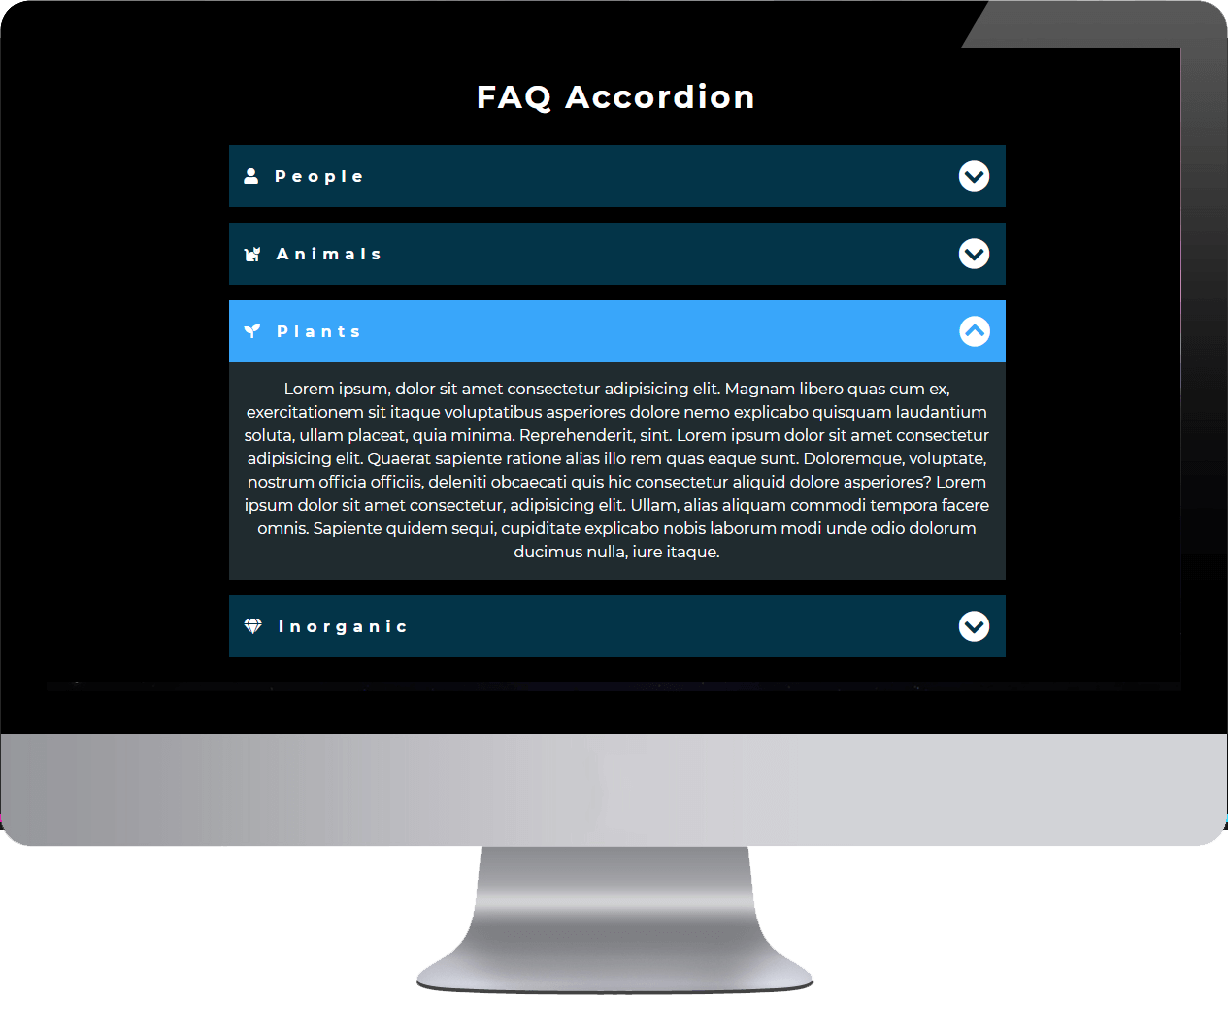 FAQ Accordion
People
Animals
Plants
Lorem ipsum, dolor sit amet consectetur adipisicing elit. Magnam libero quas cum ex,
exercitationem sit itaque voluptatibus asperiores dolore nemo explicabo quisquam laudantium
soluta, ullam placeat, quia minima. Reprehenderit, sint. Lorem ipsum dolor sit amet consectetur
adipisicing elit. Quaerat sapiente ratione alias illo rem quas eaque sunt. Doloremque, voluptate,
nostrum officia officiis, deleniti obcaecati quis hic consectetur aliquid dolore asperiores? Lorem
ipsum dolor sit amet consectetur, adipisicing elit. Ullam, alias aliquam commodi tempora facere
omnis. Sapiente quidem sequi, cupiditate explicabo nobis laborum modi unde odio dolorum
ducimus nulla, iure itaque.
Inorganic